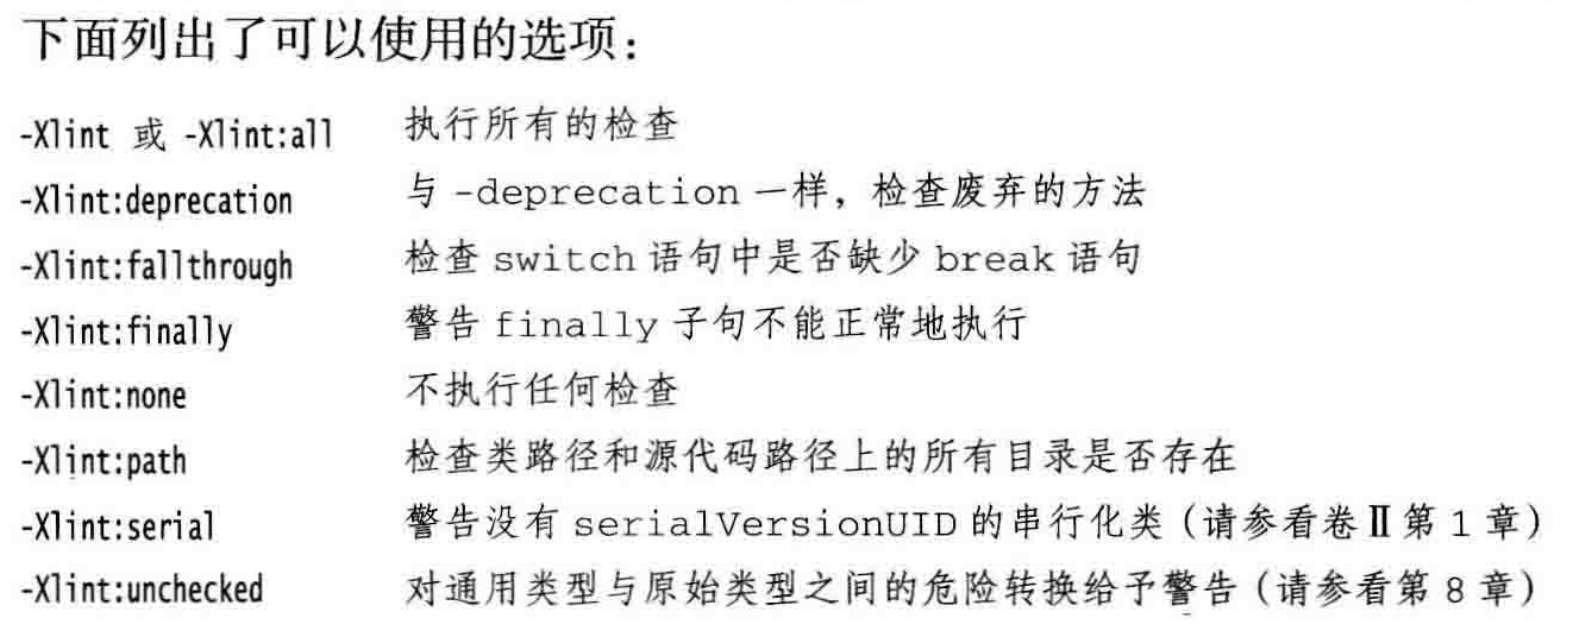 下面列出了可以使用的选项：
-Xlint 或 -Xlint:all 执行所有的检查
-Xlint:deprecation 与 -deprecation 一样，检查废弃的方法
-Xlint:fallthrough 检查 switch 语句中是否缺少 break 语句
-Xlint:finally 警告 finally 子句不能正常地执行
-Xlint:none 不执行任何检查
-Xlint:path 检查类路径和源代码路径上的所有目录是否存在
-Xlint:serial 警告没有 serialVersionUID 的串行化类（请参看卷Ⅱ第 1 章）
-Xlint:unchecked 对通用类型与原始类型之间的危险转换给予警告（请参看第 8 章）